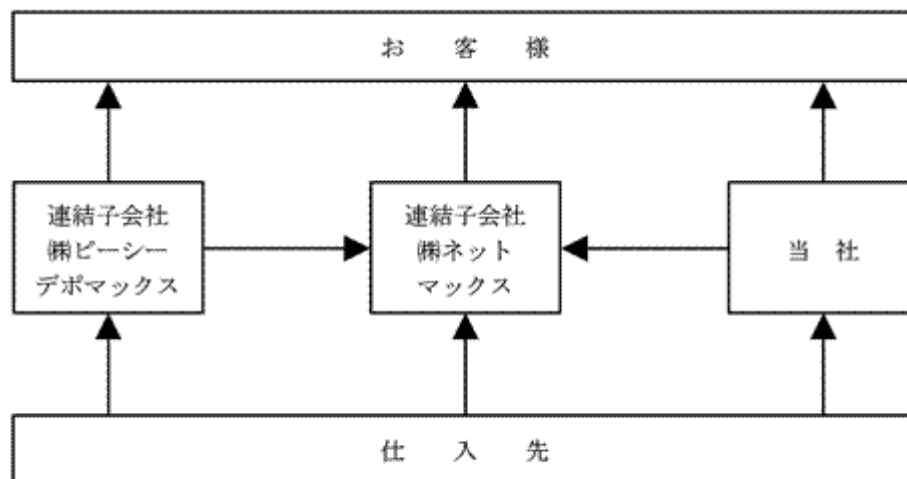 お 客 様
連結子会社
㈱ピーシー
デポマックス
連結子会社
㈱ネット
マックス
当 社
仕 入 先